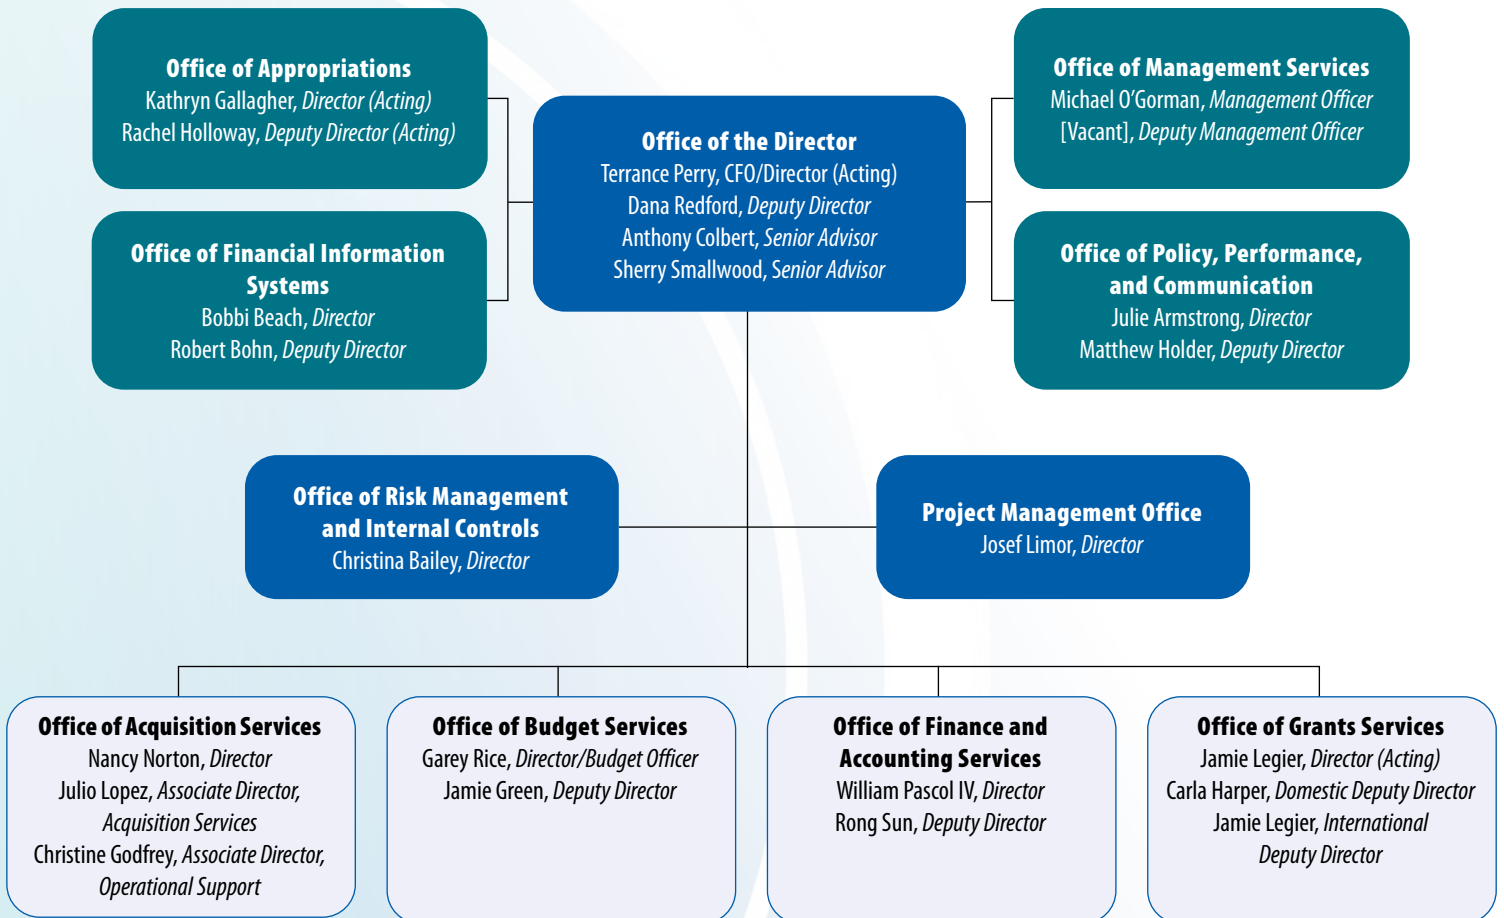 Office of Appropriations
Kathryn Gallagher, Director (Acting)
Rachel Holloway, Deputy Director (Acting)
Office of Financial Information
Systems
Bobbi Beach, Director
Robert Bohn, Deputy Director
Office of the Director
Terrance Perry, CFO/Director (Acting)
Dana Redford, Deputy Director
Anthony Colbert, Senior Advisor
Sherry Smallwood, Senior Advisor
Office of Management Services
Michael O'Gorman, Management Officer
[Vacant], Deputy Management Officer
Office of Policy, Performance,
and Communication
Julie Armstrong, Director
Matthew Holder, Deputy Director
Office of Risk Management
and Internal Controls
Christina Bailey, Director
Project Management Office
Josef Limor, Director
Office of Acquisition Services
Nancy Norton, Director
Julio Lopez, Associate Director,
Acquisition Services
Christine Godfrey, Associate Director,
Operational Support
Office of Budget Services
Garey Rice, Director/Budget Officer
Jamie Green, Deputy Director
Office of Finance and
Accounting Services
William Pascol IV, Director
Rong Sun, Deputy Director
Office of Grants Services
Jamie Legier, Director (Acting)
Carla Harper, Domestic Deputy Director
Jamie Legier, International
Deputy Director